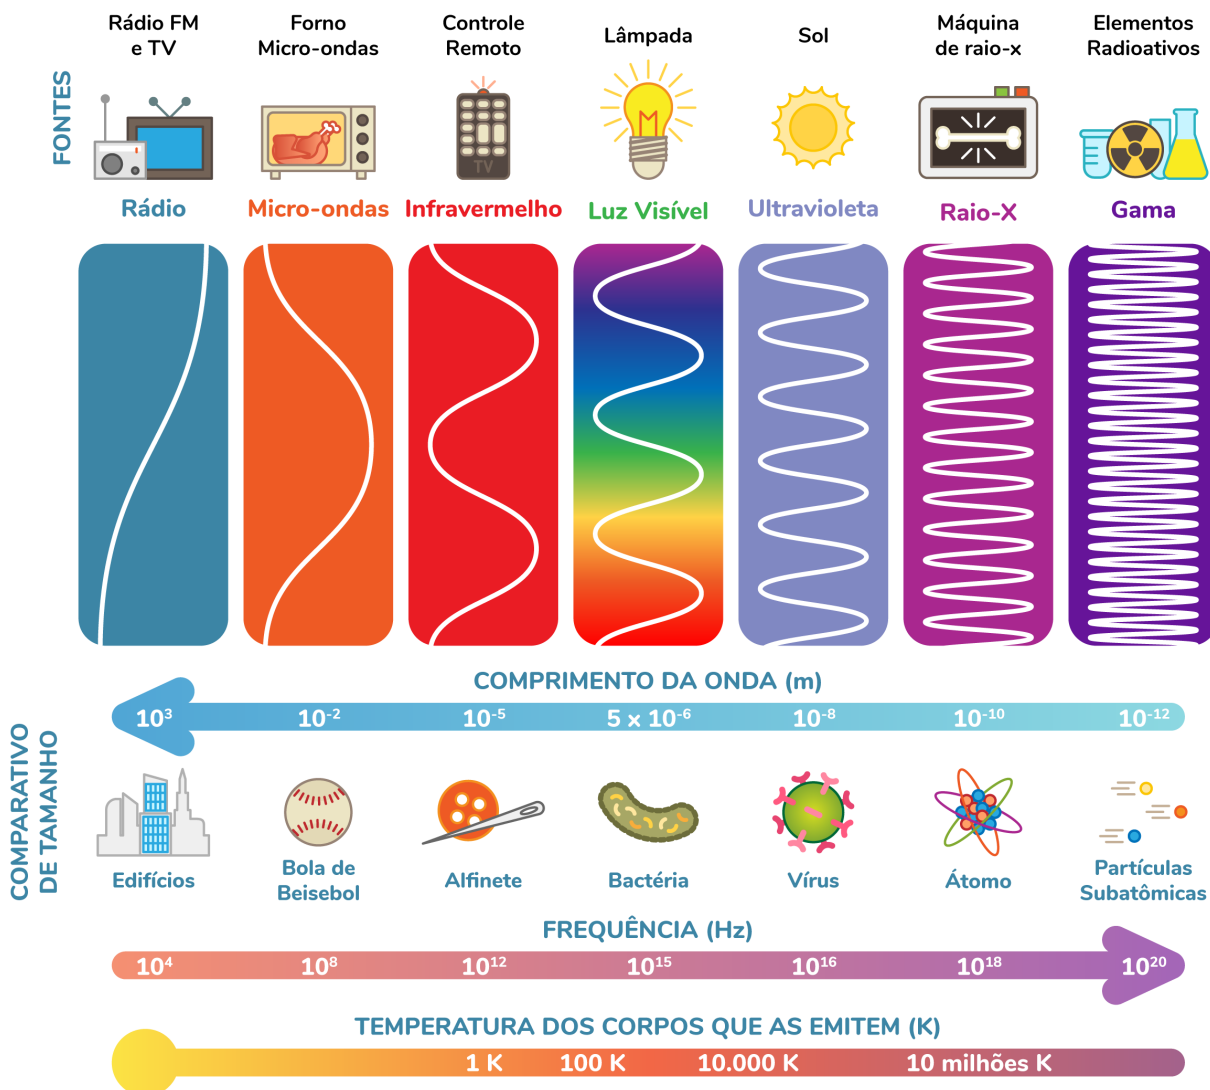 Rádio FM
e TV
Forno
Micro-ondas
Controle
Remoto
Lâmpada
Sol
Máquina
de raio-x
Elementos
Radioativos
FONTES
TV
Rádio
Micro-ondas
Infravermelho
Luz Visível
Ultravioleta
Raio-X
Gama
COMPRIMENTO DA ONDA (m)
10³ 10⁻² 10⁻⁵ 5 x 10⁻⁶ 10⁻⁸ 10⁻¹⁰ 10⁻¹²
COMPARATIVO
DE TAMANHO
Edifícios
Bola de
Beisebol
Alfinete
Bactéria
Vírus
Átomo
Partículas
Subatômicas
FREQUÊNCIA (Hz)
10⁴ 10⁸ 10¹² 10¹⁵ 10¹⁶ 10¹⁸ 10²⁰
TEMPERATURA DOS CORPOS QUE AS EMITEM (K)
1 K 100 K 10.000 K 10 milhões K